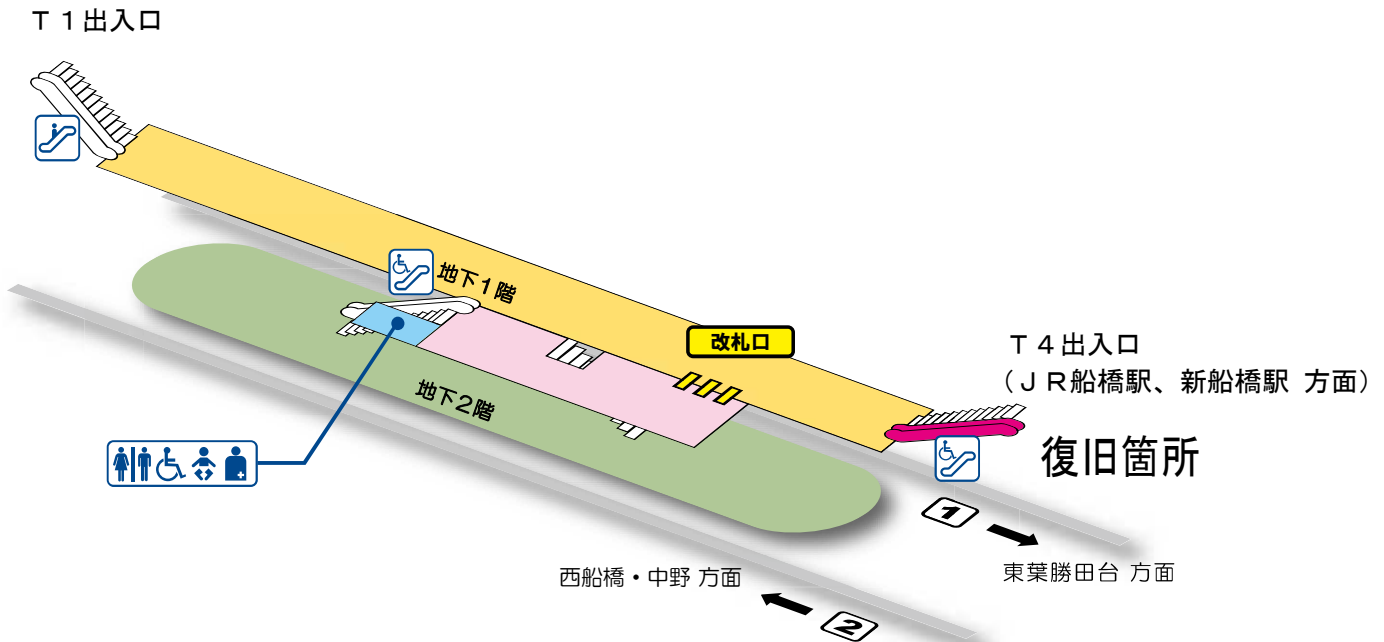 T1出入口
地下1階
改札口
T4出入口
(JR船橋駅、新船橋駅 方面)
地下2階
復旧箇所
1
東葉勝田台 方面
西船橋・中野 方面
2